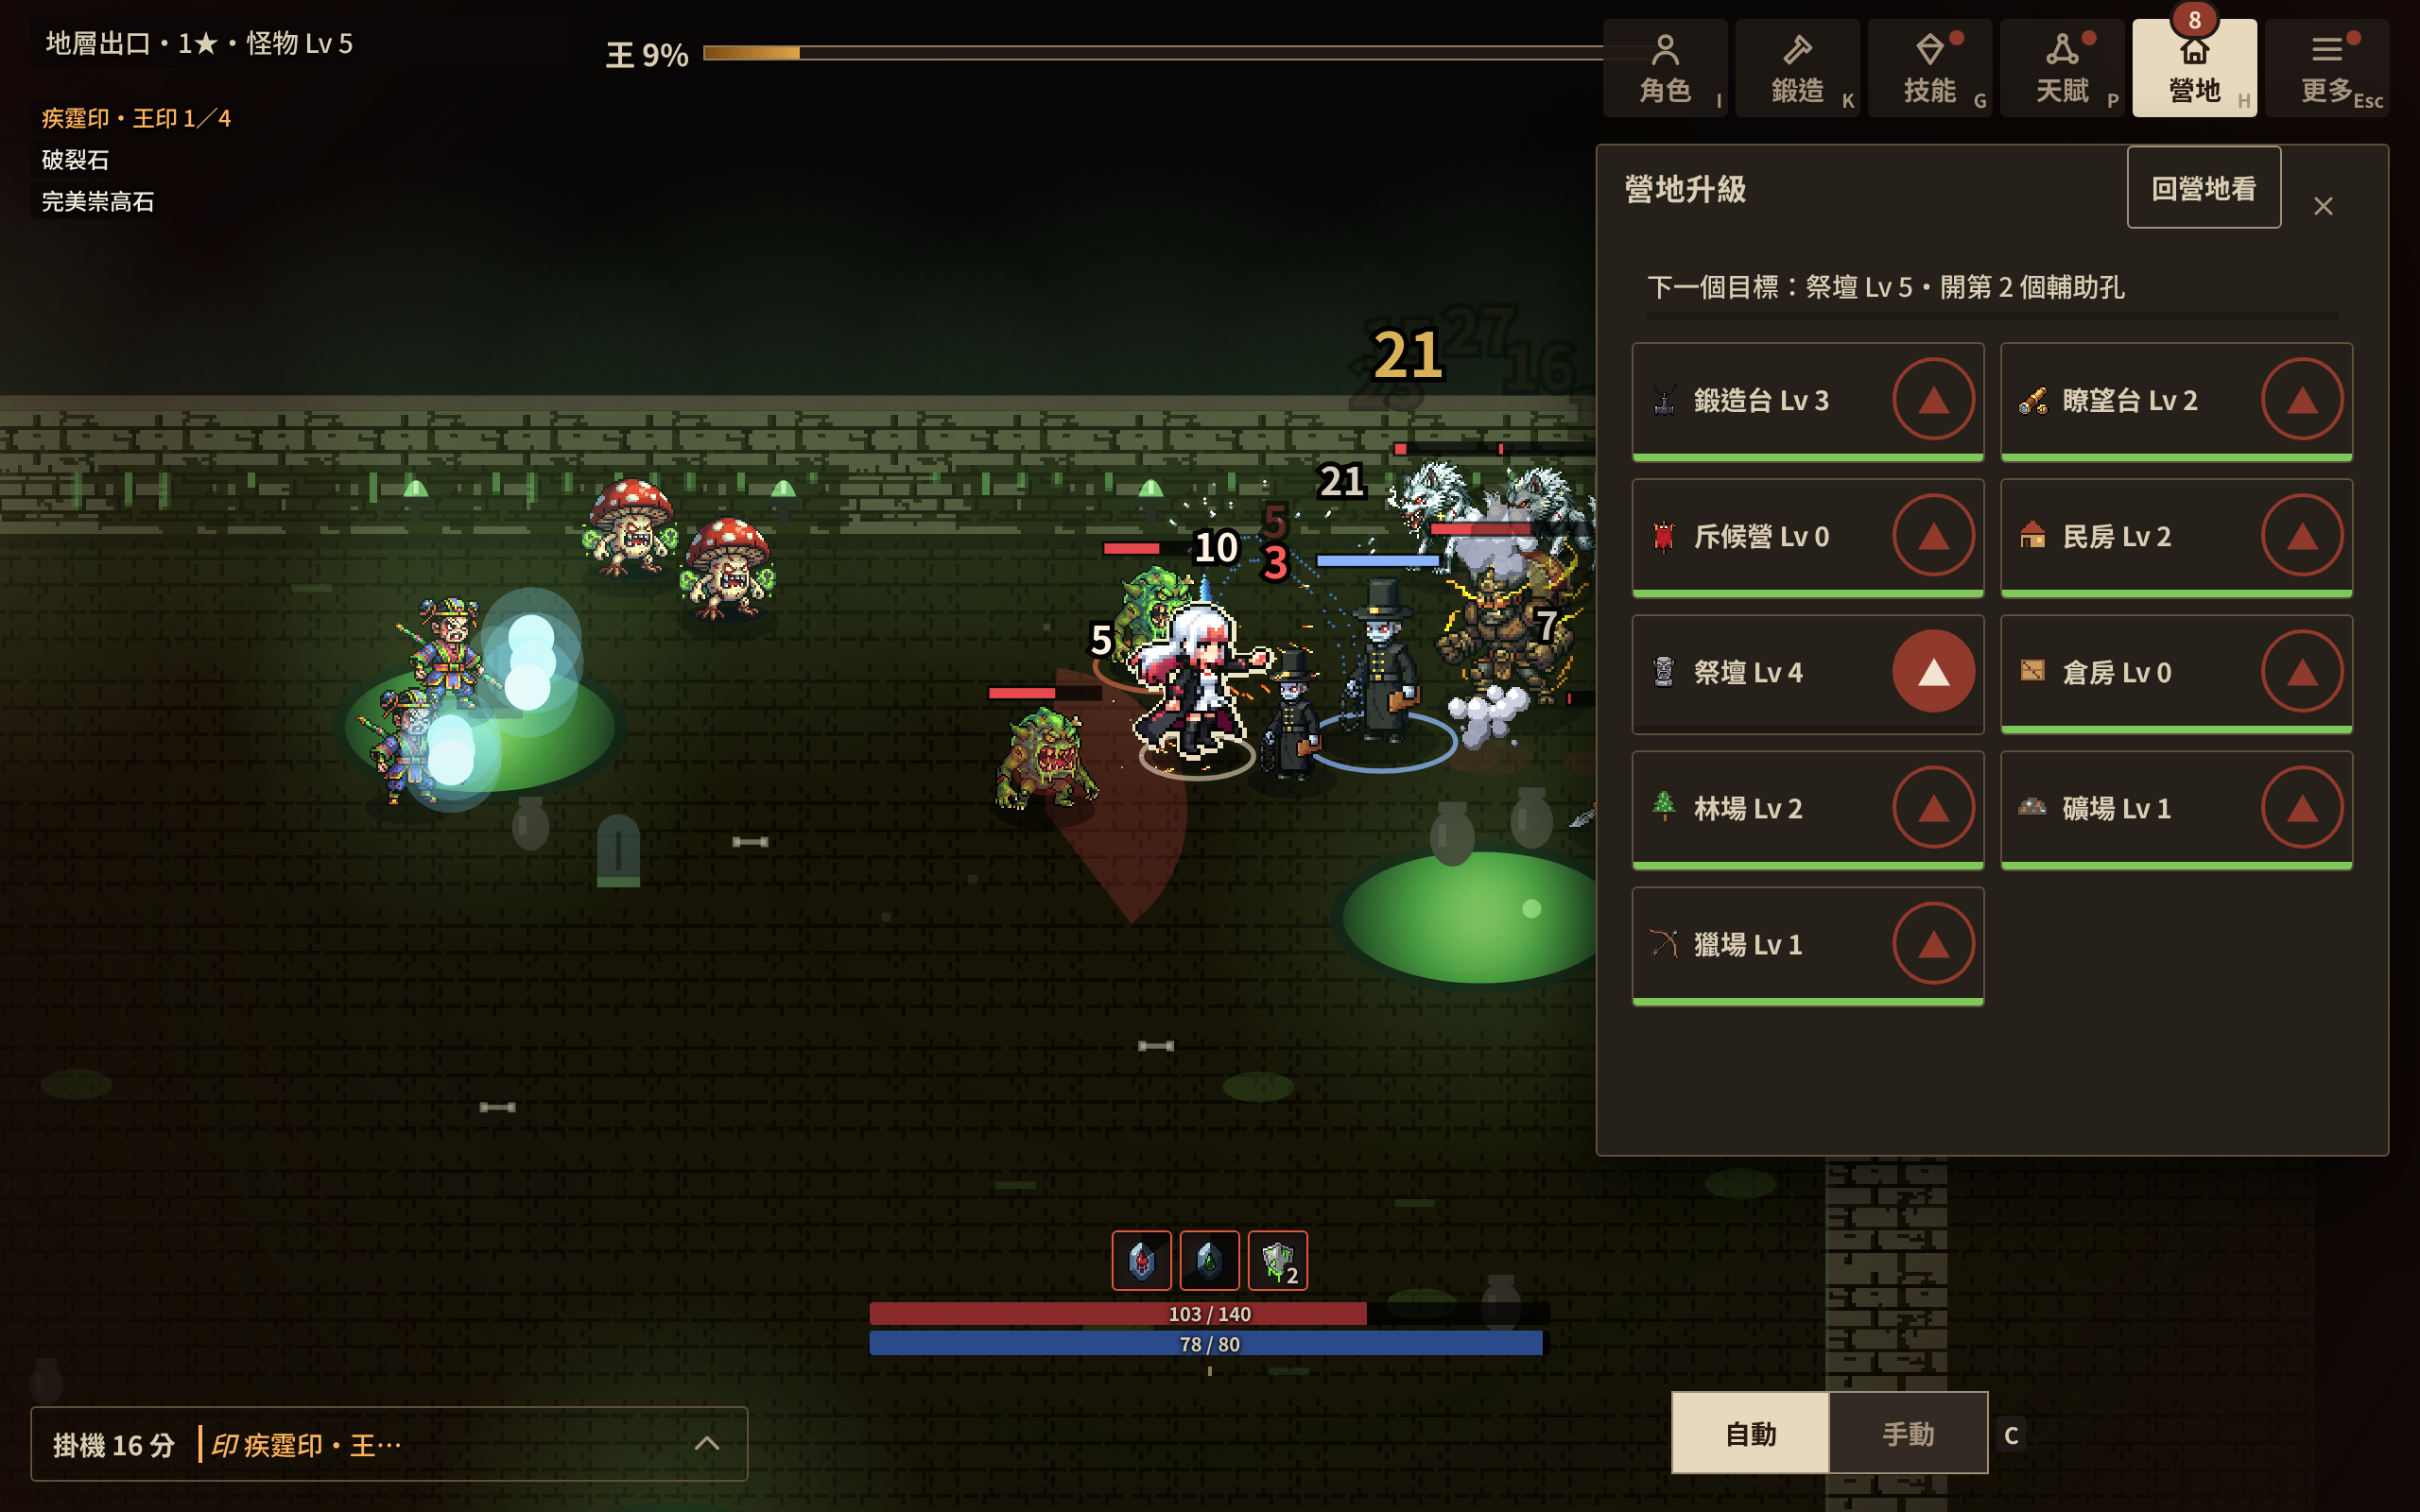 地層出口・1★・怪物 Lv 5
王 9%
角色 I
鍛造 K
技能 G
天賦 P
8
營地 H
更多 Esc
疾霆印・王印 1／4
破裂石
完美崇高石
營地升級
回營地看
×
下一個目標：祭壇 Lv 5・開第 2 個輔助孔
鍛造台 Lv 3
瞭望台 Lv 2
斥候營 Lv 0
民房 Lv 2
祭壇 Lv 4
倉房 Lv 0
林場 Lv 2
礦場 Lv 1
獵場 Lv 1
27
21
16
21
5
10
3
5
7
2
103 / 140
78 / 80
掛機 16 分
印 疾霆印・王…
自動
手動
C